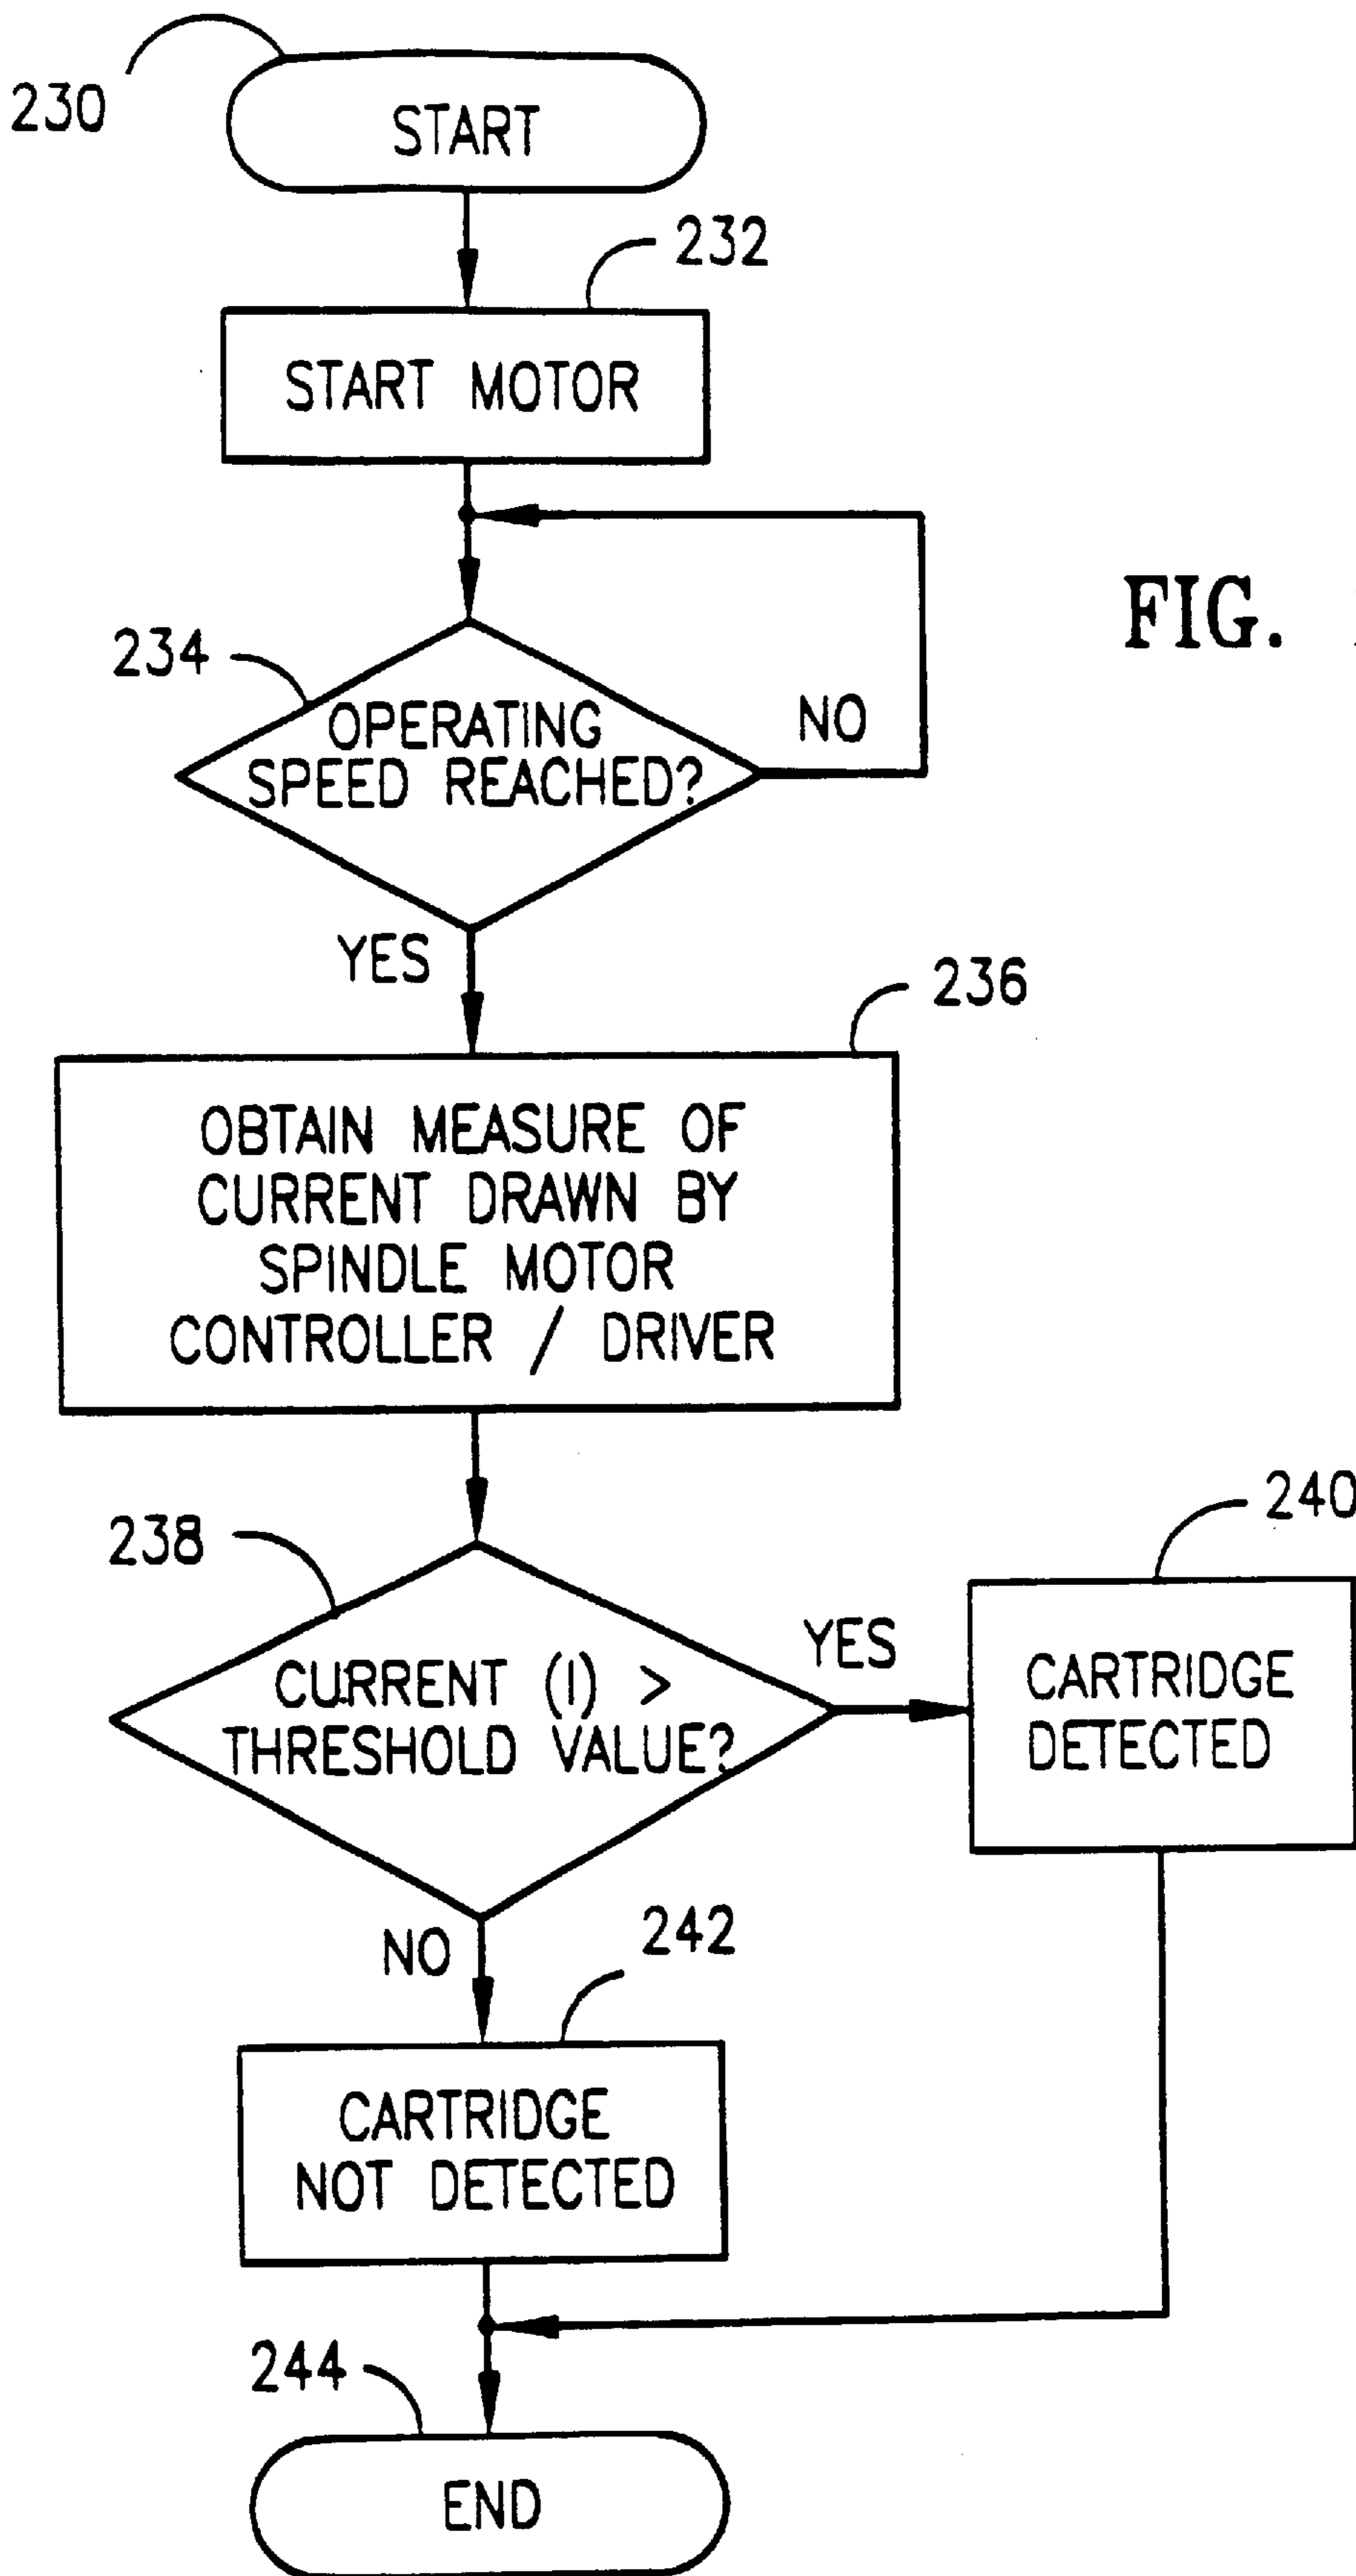 230
START
232
START MOTOR
FIG.
234
OPERATING
SPEED REACHED?
NO
YES
236
OBTAIN MEASURE OF
CURRENT DRAWN BY
SPINDLE MOTOR
CONTROLLER / DRIVER
238
CURRENT (I) >
THRESHOLD VALUE?
YES
240
CARTRIDGE
DETECTED
NO
242
CARTRIDGE
NOT DETECTED
244
END